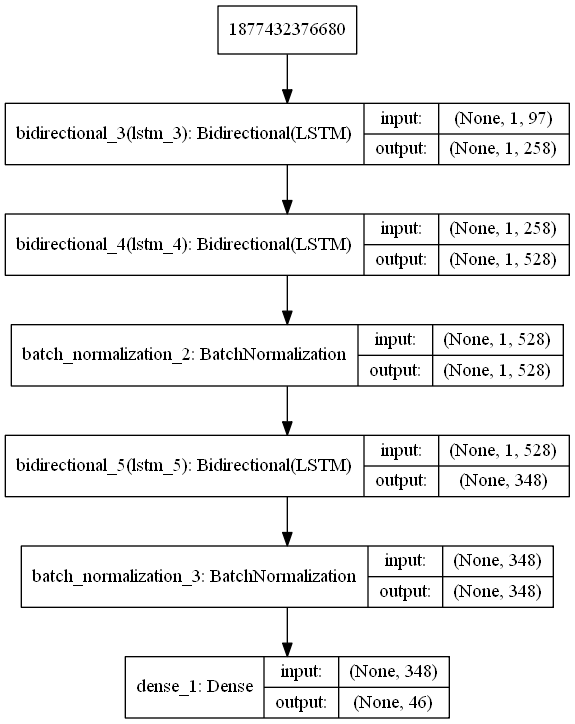 1877432376680
bidirectional_3(lstm_3): Bidirectional(LSTM)
input: (None, 1, 97)
output: (None, 1, 258)
bidirectional_4(lstm_4): Bidirectional(LSTM)
input: (None, 1, 258)
output: (None, 1, 528)
batch_normalization_2: BatchNormalization
input: (None, 1, 528)
output: (None, 1, 528)
bidirectional_5(lstm_5): Bidirectional(LSTM)
input: (None, 1, 528)
output: (None, 348)
batch_normalization_3: BatchNormalization
input: (None, 348)
output: (None, 348)
dense_1: Dense
input: (None, 348)
output: (None, 46)